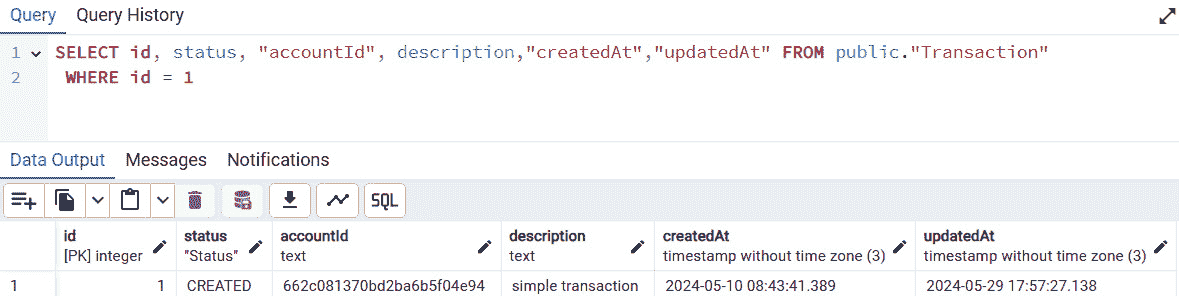 Query Query History
1 SELECT id, status, "accountId", description,"createdAt","updatedAt" FROM public."Transaction"
2 WHERE id = 1
Data Output Messages Notifications
SQL
id status accountId description createdAt updatedAt
[PK] integer "Status" text text timestamp without time zone (3) timestamp without time zone (3)
1 1 CREATED 662c081370bd2ba6b5f04e94 simple transaction 2024-05-10 08:43:41.389 2024-05-29 17:57:27.138